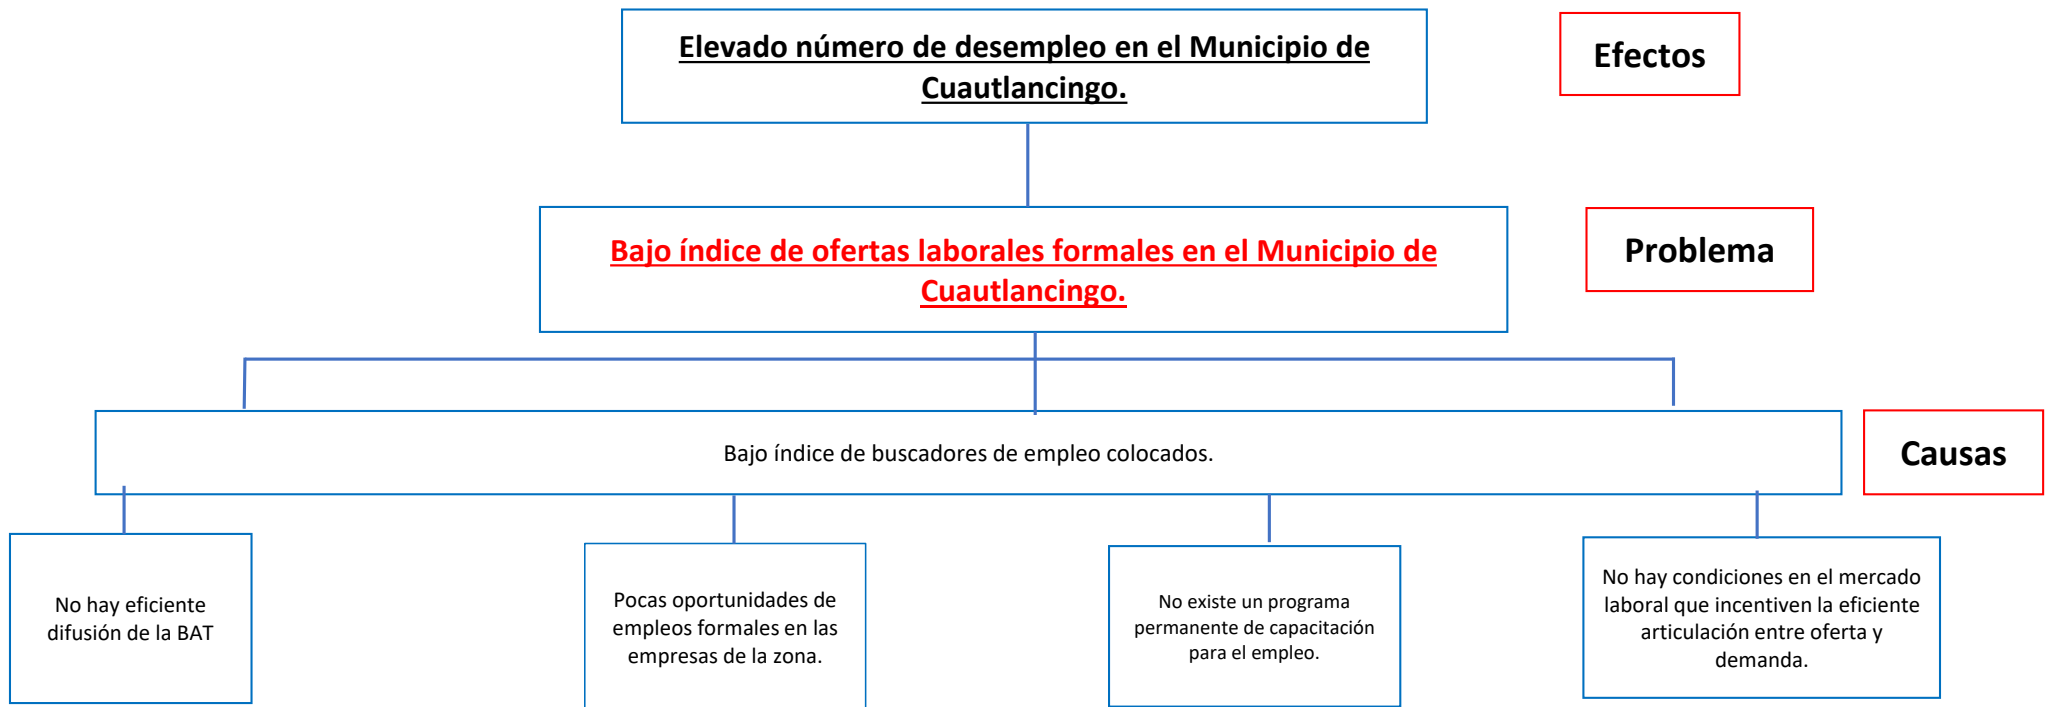 Elevado número de desempleo en el Municipio de
Cuautlancingo.
Efectos
Bajo índice de ofertas laborales formales en el Municipio de
Cuautlancingo.
Problema
Bajo índice de buscadores de empleo colocados.
Causas
No hay eficiente
difusión de la BAT
Pocas oportunidades de
empleos formales en las
empresas de la zona.
No existe un programa
permanente de capacitación
para el empleo.
No hay condiciones en el mercado
laboral que incentiven la eficiente
articulación entre oferta y
demanda.